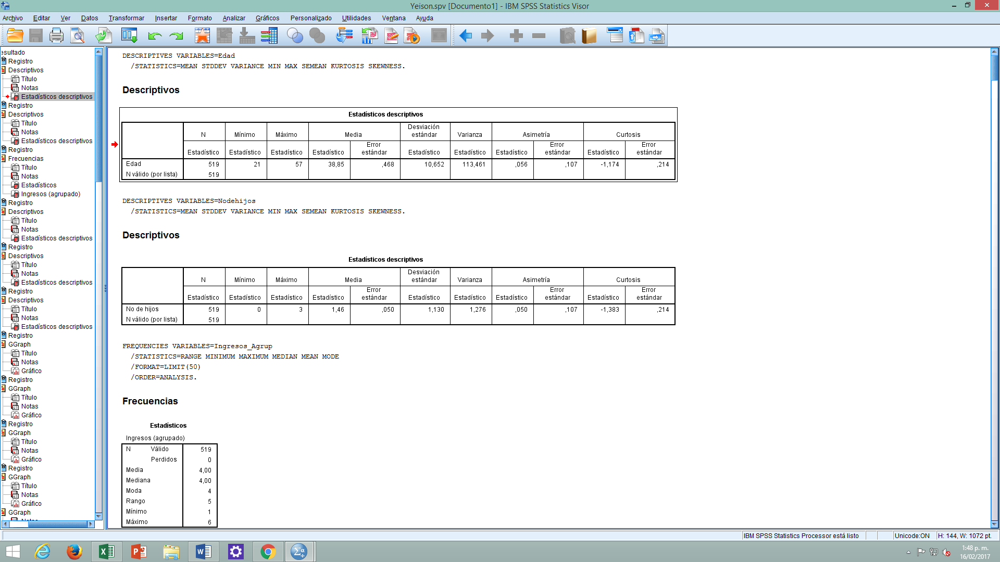 Yeison.spv [Documento1] - IBM SPSS Statistics Visor
Archivo Editar Ver Datos Transformar Insertar Formato Analizar Gráficos Personalizado Utilidades Ventana Ayuda
esultado
Registro
Descriptivos
Título
Notas
Estadísticos descriptivos
Registro
Descriptivos
Título
Notas
Estadísticos descriptivos
Registro
Frecuencias
Título
Notas
Estadísticos
Ingresos (agrupado)
Registro
Descriptivos
Título
Notas
Estadísticos descriptivos
Registro
Descriptivos
Título
Notas
Estadísticos descriptivos
Registro
Descriptivos
Título
Notas
Estadísticos descriptivos
Registro
GGraph
Título
Notas
Gráfico
Registro
GGraph
Título
Notas
Gráfico
Registro
GGraph
Título
Notas
Gráfico
Registro
GGraph
Título
Notas
Gráfico
GGraph
DESCRIPTIVES VARIABLES=Edad
/STATISTICS=MEAN STDDEV VARIANCE MIN MAX SEMEAN KURTOSIS SKEWNESS.
Descriptivos
Estadísticos descriptivos
N Mínimo Máximo Media Desviación estándar Varianza Asimetría Curtosis
Estadístico Estadístico Estadístico Estadístico Error estándar Estadístico Estadístico Estadístico Error estándar Estadístico Error estándar
Edad 519 21 57 38,85 ,468 10,652 113,461 ,056 ,107 -1,174 ,214
N válido (por lista) 519
DESCRIPTIVES VARIABLES=Nodehijos
/STATISTICS=MEAN STDDEV VARIANCE MIN MAX SEMEAN KURTOSIS SKEWNESS.
Descriptivos
Estadísticos descriptivos
N Mínimo Máximo Media Desviación estándar Varianza Asimetría Curtosis
Estadístico Estadístico Estadístico Estadístico Error estándar Estadístico Estadístico Estadístico Error estándar Estadístico Error estándar
No de hijos 519 0 3 1,46 ,050 1,130 1,276 ,050 ,107 -1,383 ,214
N válido (por lista) 519
FREQUENCIES VARIABLES=Ingresos_Agrup
/STATISTICS=RANGE MINIMUM MAXIMUM MEDIAN MEAN MODE
/FORMAT=LIMIT(50)
/ORDER=ANALYSIS.
Frecuencias
Estadísticos
Ingresos (agrupado)
N Válido 519
Perdidos 0
Media 4,00
Mediana 4,00
Moda 4
Rango 5
Mínimo 1
Máximo 6
IBM SPSS Statistics Processor está listo Unicode:ON H: 144, W: 1072 pt.
1:48 p. m.
16/02/2017